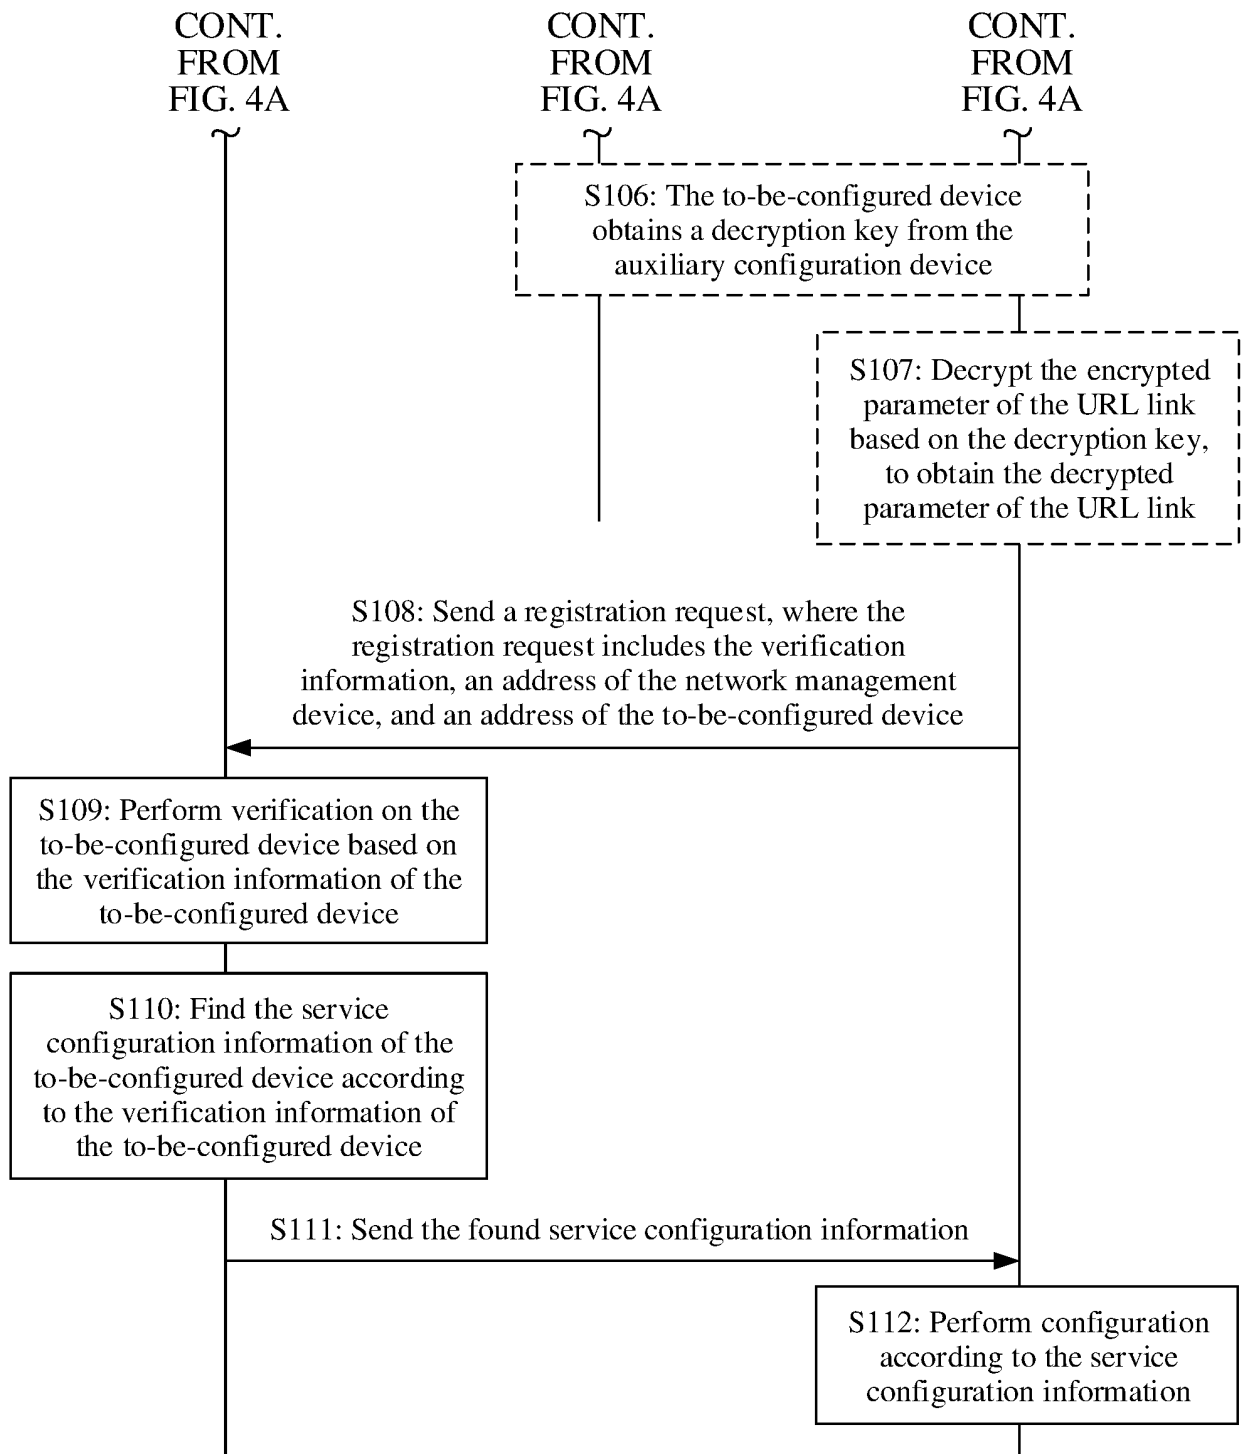 CONT.
FROM
FIG. 4A
CONT.
FROM
FIG. 4A
CONT.
FROM
FIG. 4A
S106: The to-be-configured device
obtains a decryption key from the
auxiliary configuration device
S107: Decrypt the encrypted
parameter of the URL link
based on the decryption key,
to obtain the decrypted
parameter of the URL link
S108: Send a registration request, where the
registration request includes the verification
information, an address of the network management
device, and an address of the to-be-configured device
S109: Perform verification on the
to-be-configured device based on
the verification information of the
to-be-configured device
S110: Find the service
configuration information of the
to-be-configured device according
to the verification information of
the to-be-configured device
S111: Send the found service configuration information
S112: Perform configuration
according to the service
configuration information